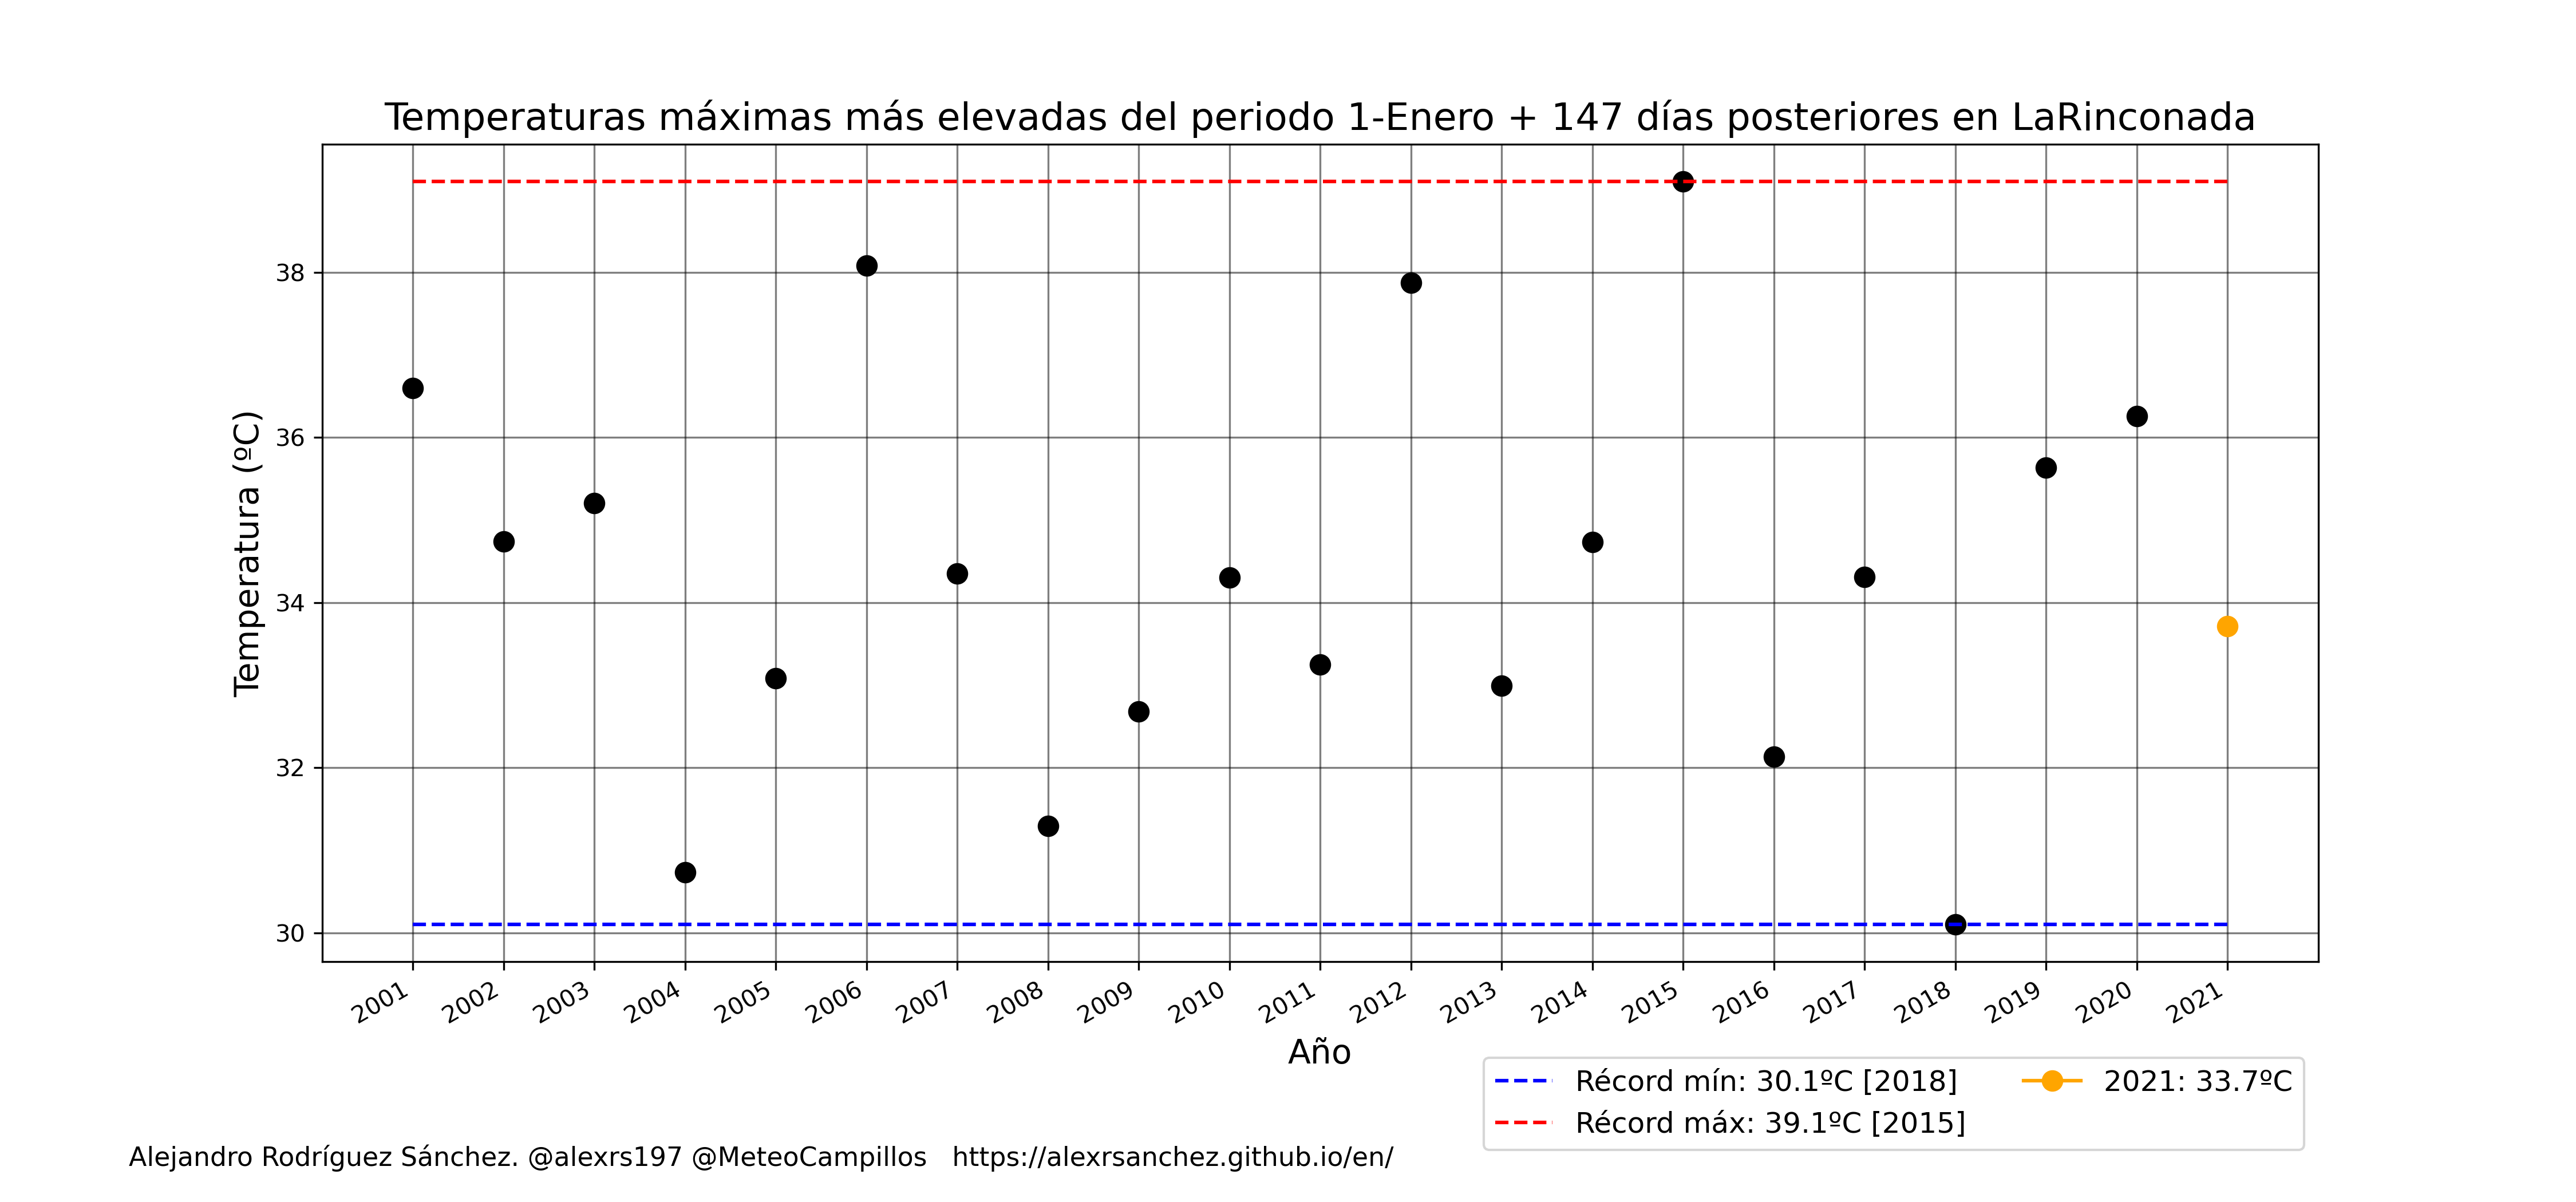 Temperaturas máximas más elevadas del periodo 1-Enero + 147 días posteriores en LaRinconada
Temperatura (ºC)
38
36
34
32
30
2001 2002 2003 2004 2005 2006 2007 2008 2009 2010 2011 2012 2013 2014 2015 2016 2017 2018 2019 2020 2021
Año
Récord mín: 30.1ºC [2018]
Récord máx: 39.1ºC [2015]
2021: 33.7ºC
Alejandro Rodríguez Sánchez. @alexrs197 @MeteoCampillos https://alexrsanchez.github.io/en/